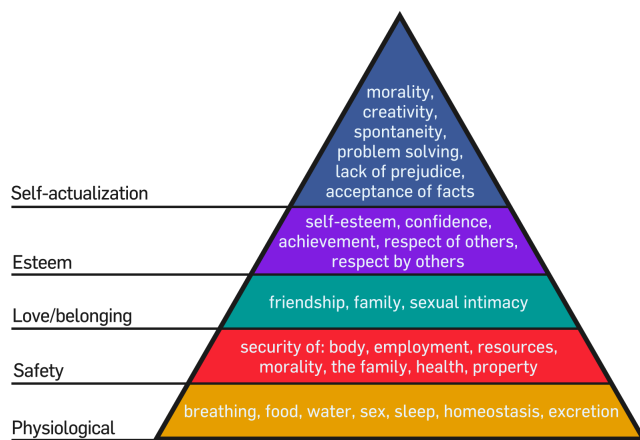 morality,
creativity,
spontaneity,
problem solving,
lack of prejudice,
acceptance of facts
Self-actualization
self-esteem, confidence,
achievement, respect of others,
respect by others
Esteem
friendship, family, sexual intimacy
Love/belonging
security of: body, employment, resources,
morality, the family, health, property
Safety
breathing, food, water, sex, sleep, homeostasis, excretion
Physiological